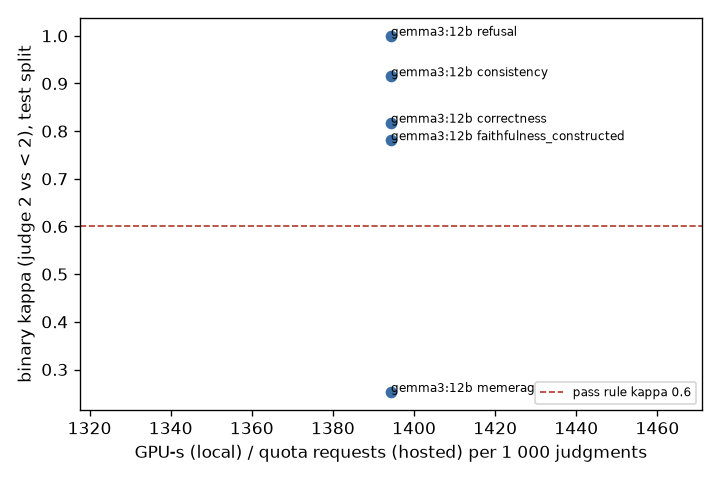 1.0
0.9
0.8
0.7
0.6
0.5
0.4
0.3
binary kappa (judge 2 vs < 2), test split
gemma3:12b refusal
gemma3:12b consistency
gemma3:12b correctness
gemma3:12b faithfulness_constructed
gemma3:12b memerag
pass rule kappa 0.6
1320 1340 1360 1380 1400 1420 1440 1460
GPU-s (local) / quota requests (hosted) per 1 000 judgments